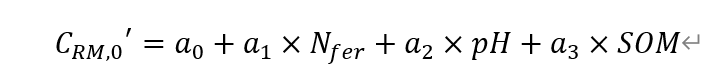 C_{RM,0}′ = a_0 + a_1 × N_{fer} + a_2 × pH + a_3 × SOM↵